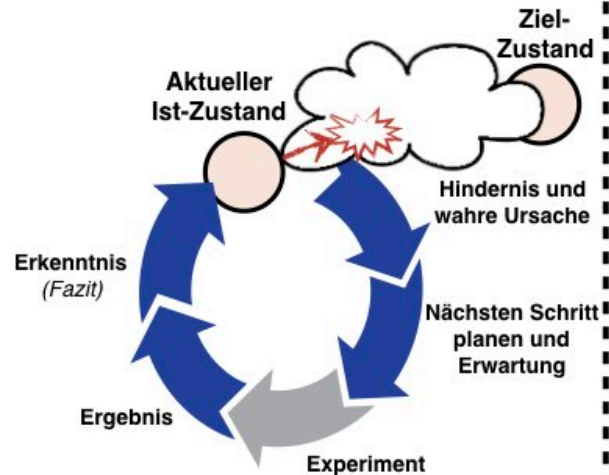 Ziel-
Zustand
Aktueller
Ist-Zustand
Hindernis und
wahre Ursache
Nächsten Schritt
planen und
Erwartung
Experiment
Ergebnis
Erkenntnis
(Fazit)